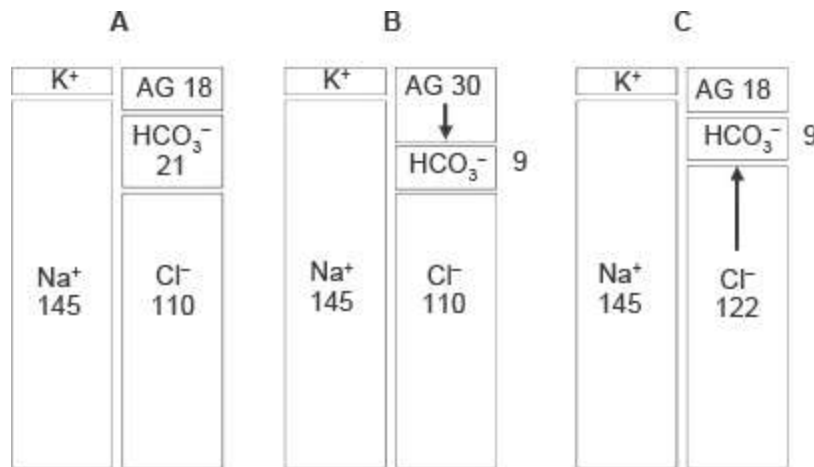 A
K⁺
AG 18
HCO₃⁻
21
Na⁺
145
Cl⁻
110
B
K⁺
AG 30
HCO₃⁻
9
Na⁺
145
Cl⁻
110
C
K⁺
AG 18
HCO₃⁻
9
Na⁺
145
Cl⁻
122